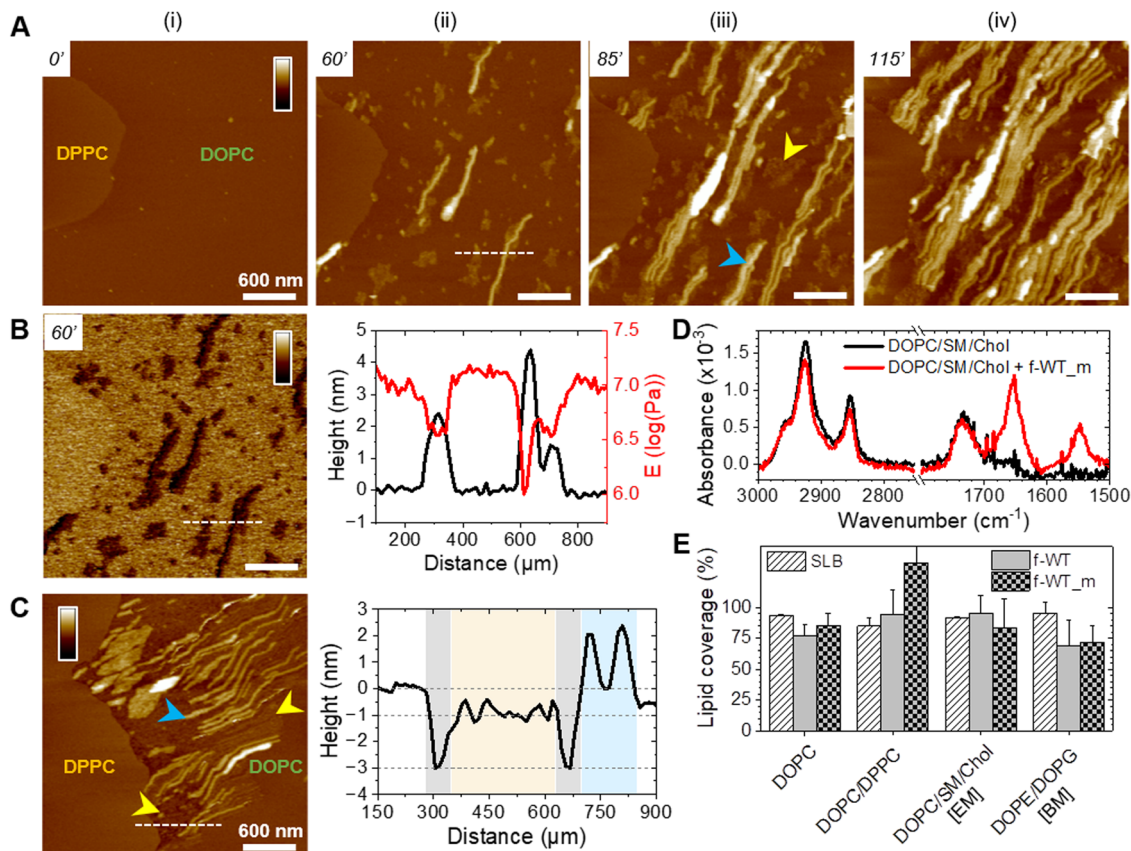 (i) (ii) (iii) (iv)
A
0'
60'
85'
115'
DPPC
DOPC
600 nm
B
60'
5
4
3
2
1
0
−1
Height (nm)
7.5
7.0
6.5
6.0
E (log(Pa))
200 400 600 800
Distance (µm)
D
DOPC/SM/Chol
DOPC/SM/Chol + f-WT_m
1.5
1.0
0.5
0.0
Absorbance (x10-3)
3000 2900 2800 1700 1600 1500
Wavenumber (cm-1)
C
DPPC
DOPC
600 nm
3
2
1
0
−1
−2
−3
−4
Height (nm)
150 300 450 600 750 900
Distance (µm)
E
SLB
f-WT
f-WT_m
100
75
50
25
0
Lipid coverage (%)
DOPC
DOPC/DPPC
DOPC/SM/Chol
[EM]
DOPE/DOPG
[BM]